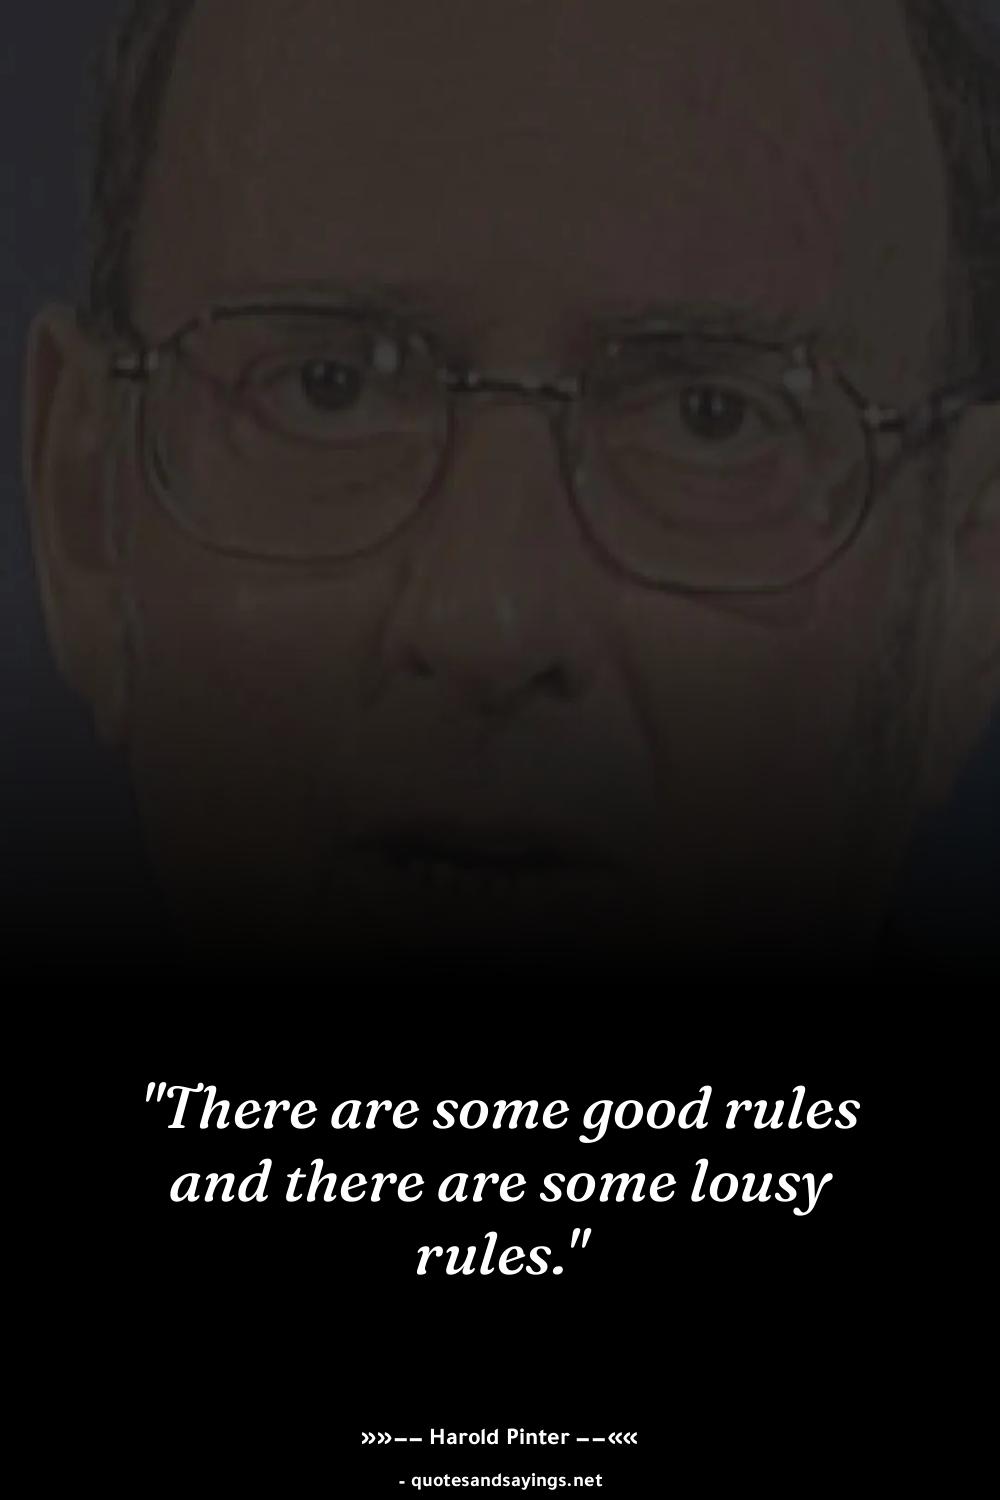 "There are some good rules
and there are some lousy
rules."
»»–– Harold Pinter ––««
- quotesandsayings.net